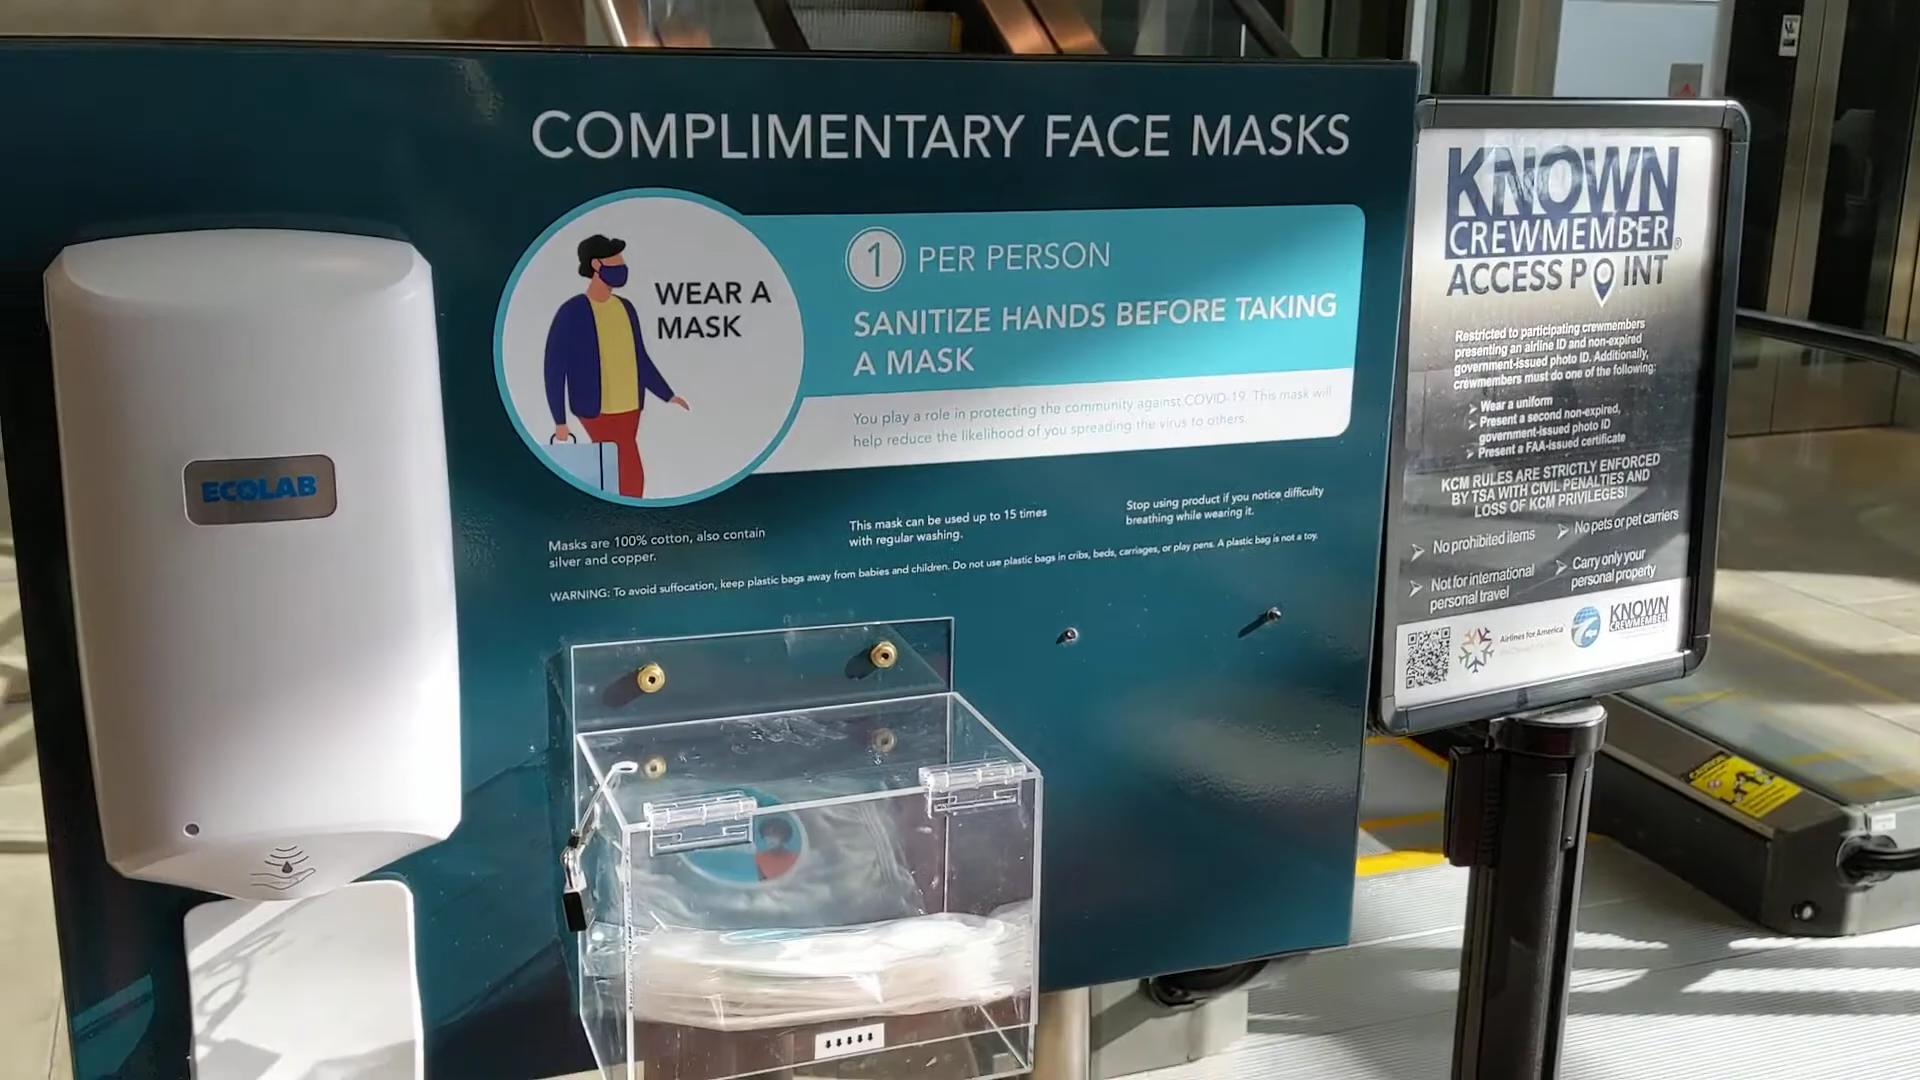 COMPLIMENTARY FACE MASKS
WEAR A
MASK
1 PER PERSON
SANITIZE HANDS BEFORE TAKING
A MASK
You play a role in protecting the community against COVID-19. This mask will
help reduce the likelihood of you spreading the virus to others.
ECOLAB
Masks are 100% cotton, also contain
silver and copper.
This mask can be used up to 15 times
with regular washing.
Stop using product if you notice difficulty
breathing while wearing it.
WARNING: To avoid suffocation, keep plastic bags away from babies and children. Do not use plastic bags in cribs, beds, carriages, or play pens. A plastic bag is not a toy.
KNOWN
CREWMEMBER®
ACCESS POINT
Restricted to participating crewmembers
presenting an airline ID and non-expired
government-issued photo ID. Additionally,
crewmembers must do one of the following:
Wear a uniform
Present a second non-expired,
government-issued photo ID
Present a FAA-issued certificate
KCM RULES ARE STRICTLY ENFORCED
BY TSA WITH CIVIL PENALTIES AND
LOSS OF KCM PRIVILEGES!
No prohibited items
No pets or pet carriers
Not for international
personal travel
Carry only your
personal property
Airlines for America
KNOWN
CREWMEMBER